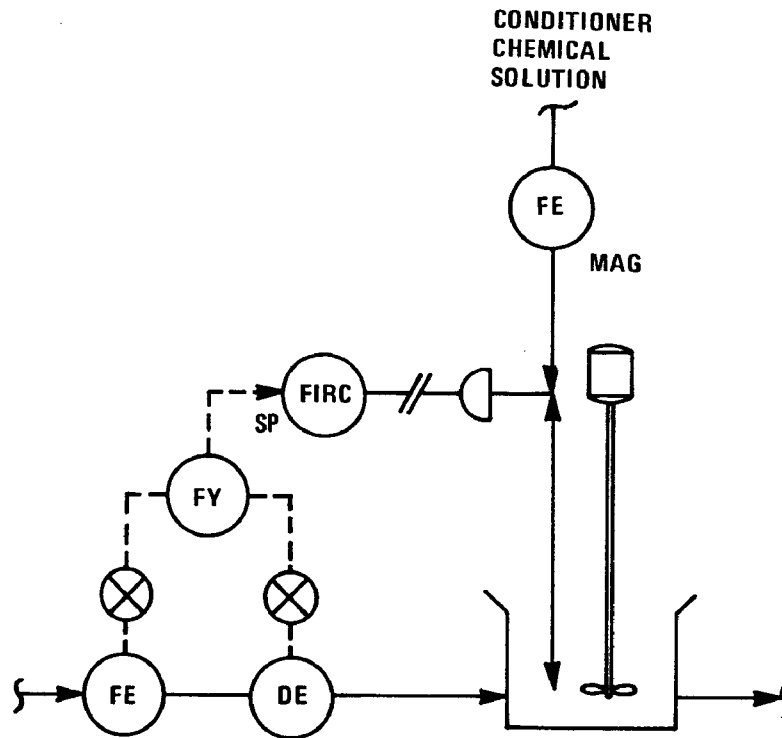 CONDITIONER
CHEMICAL
SOLUTION
FE
MAG
FIRC
SP
FY
FE
DE